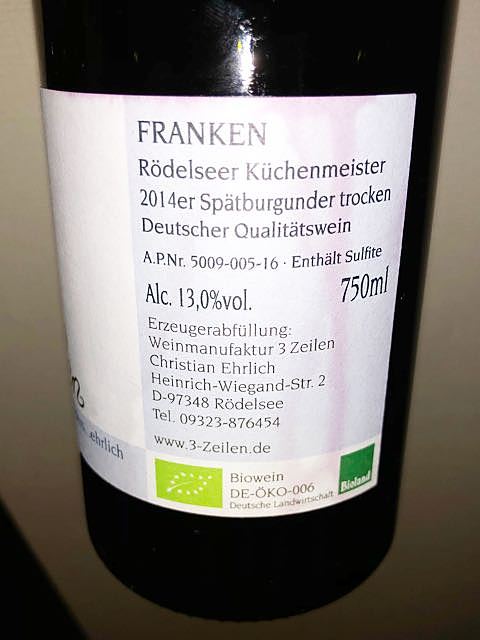 FRANKEN
Rödelseer Küchenmeister
2014er Spätburgunder trocken
Deutscher Qualitätswein
A.P.Nr. 5009-005-16 · Enthält Sulfite
Alc. 13,0%vol. 750ml
Erzeugerabfüllung:
Weinmanufaktur 3 Zeilen
Christian Ehrlich
Heinrich-Wiegand-Str. 2
D-97348 Rödelsee
Tel. 09323-876454
www.3-Zeilen.de
ehrlich
Biowein
DE-ÖKO-006
Deutsche Landwirtschaft
Bioland